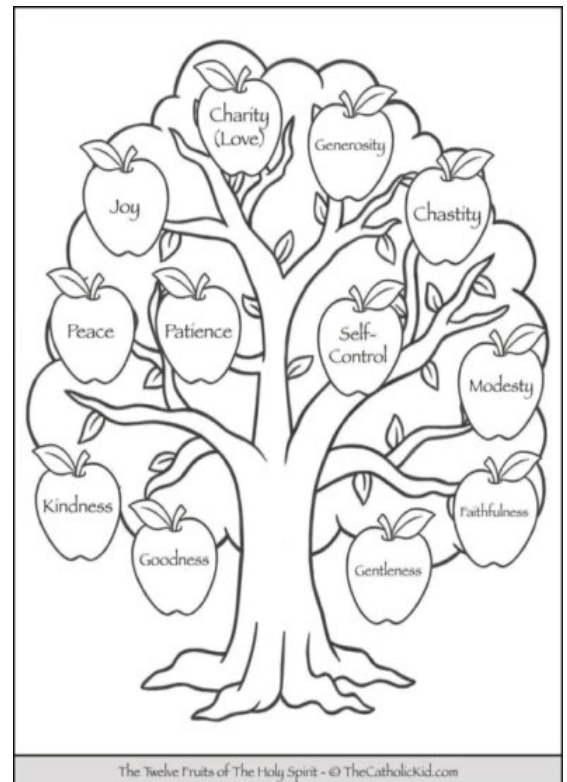 Charity
(Love)
Generosity
Joy
Chastity
Peace
Patience
Self-
Control
Modesty
Kindness
Faithfulness
Goodness
Gentleness
The Twelve Fruits of The Holy Spirit - © TheCatholicKid.com